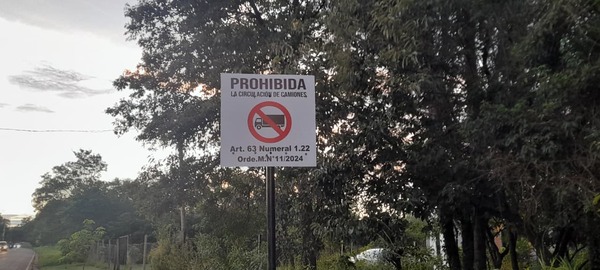 PROHIBIDA
LA CIRCULACIÓN DE CAMIONES
Art. 63 Numeral 1.22
Orde.M.N°11/2024